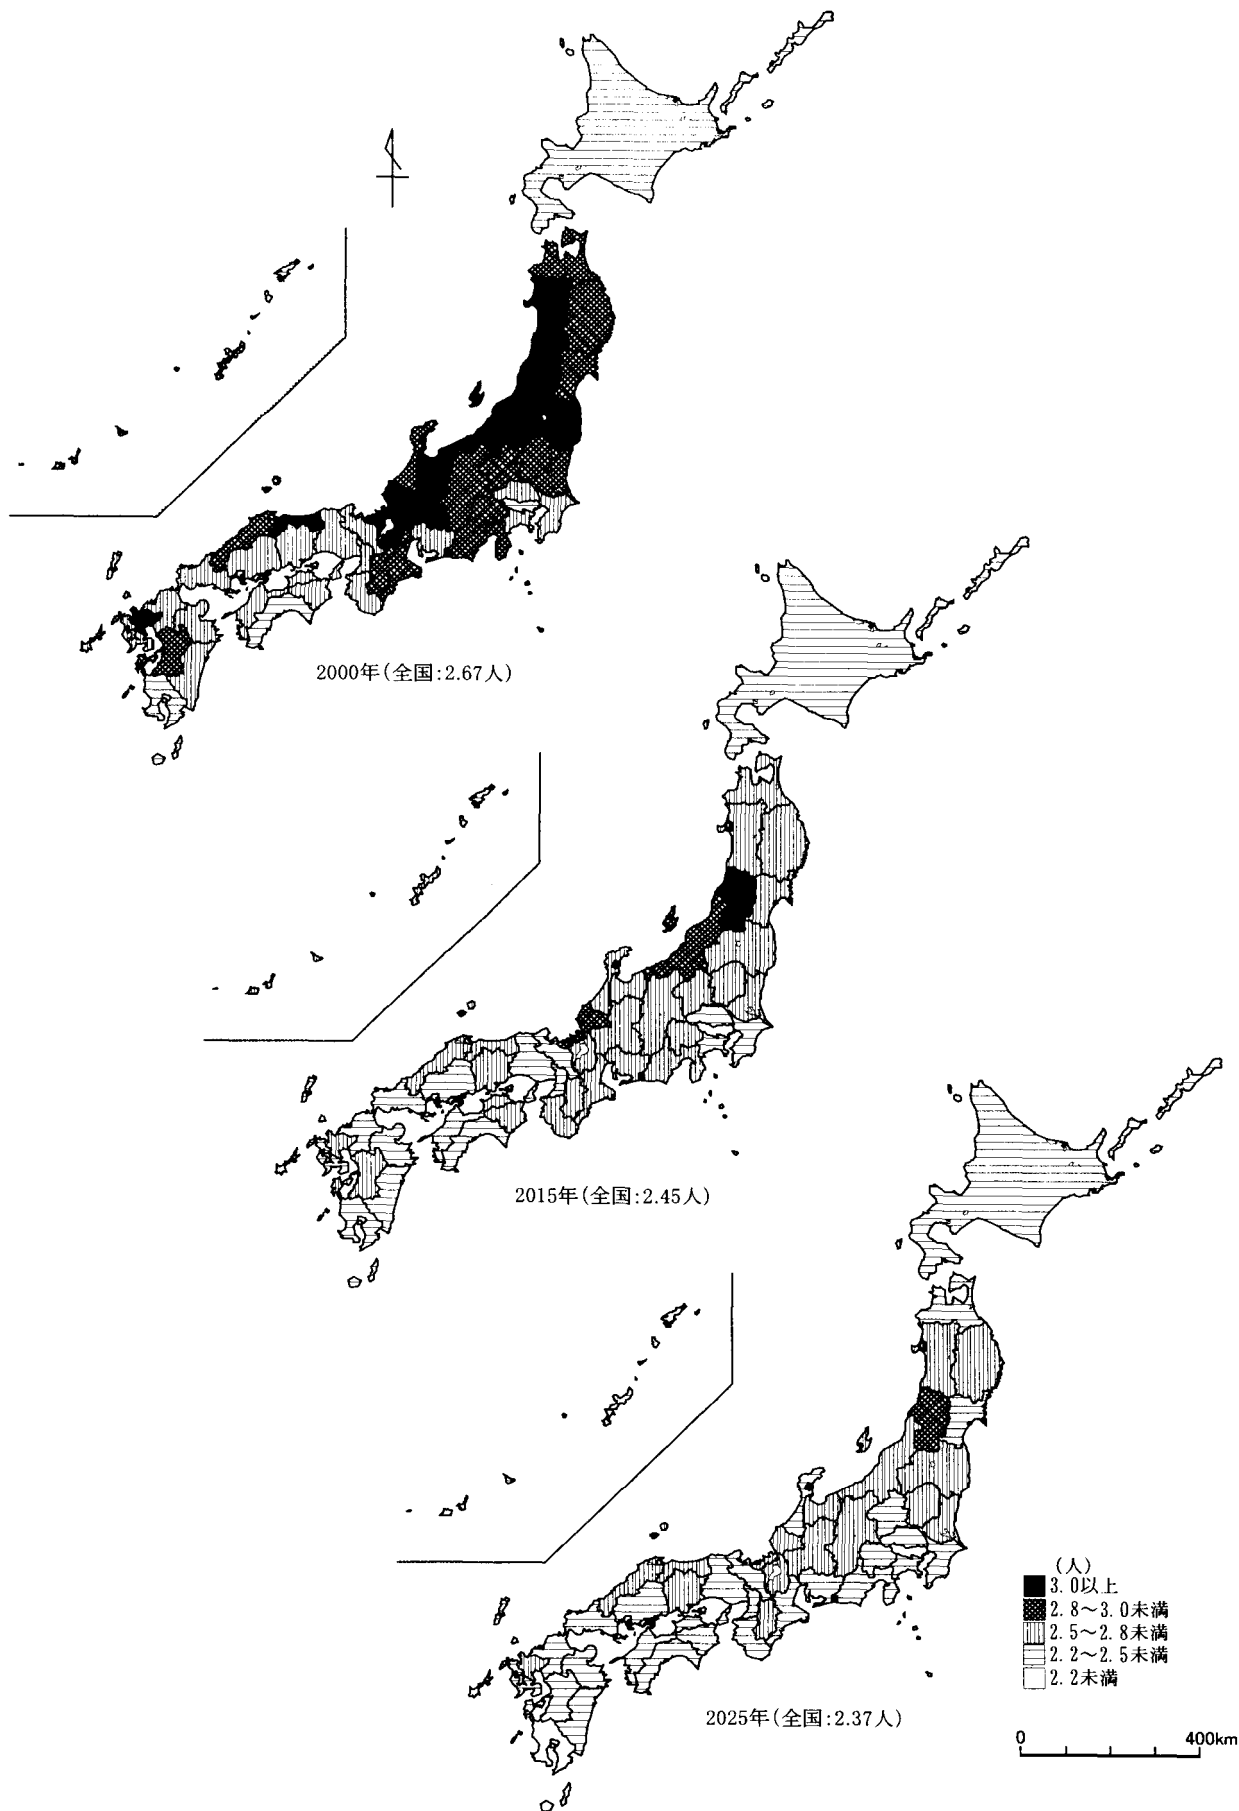 2000年(全国:2.67人)
2015年(全国:2.45人)
2025年(全国:2.37人)
(人)
3.0以上
2.8～3.0未満
2.5～2.8未満
2.2～2.5未満
2.2未満
0 400km